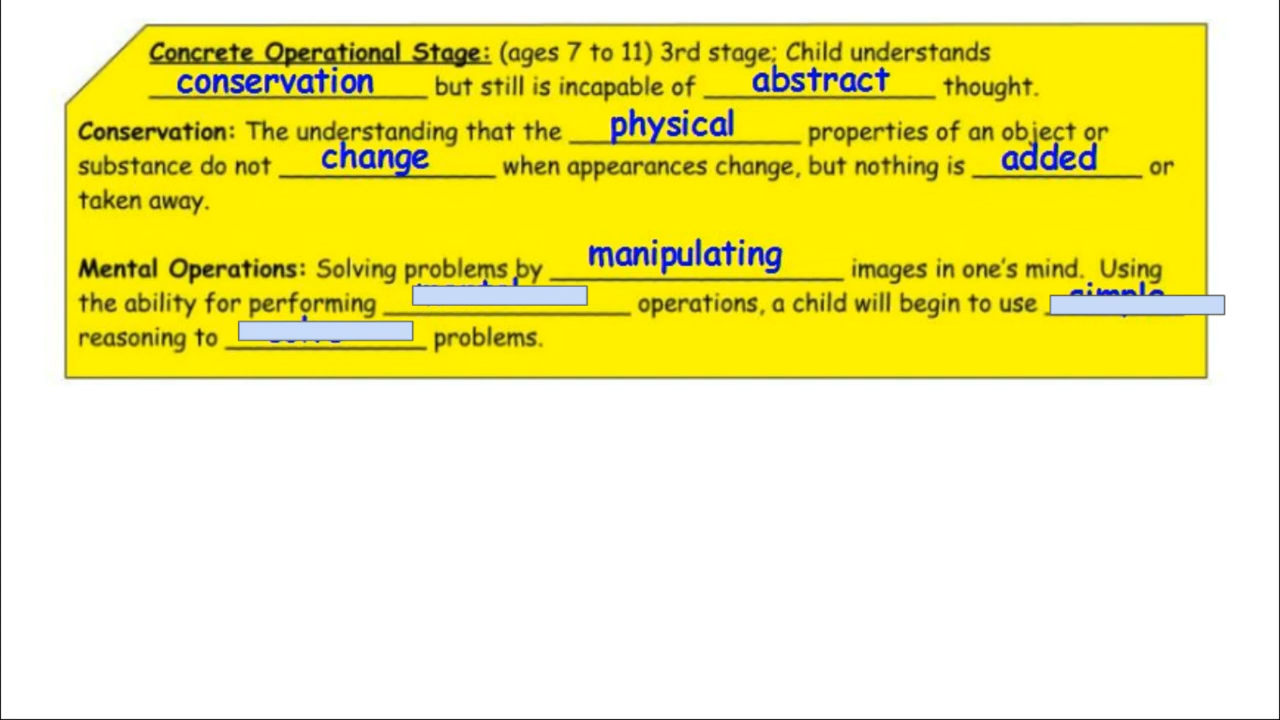 Concrete Operational Stage: (ages 7 to 11) 3rd stage; Child understands
conservation but still is incapable of abstract thought.
Conservation: The understanding that the physical properties of an object or
substance do not change when appearances change, but nothing is added or
taken away.
Mental Operations: Solving problems by manipulating images in one's mind. Using
the ability for performing operations, a child will begin to use simple
reasoning to problems.